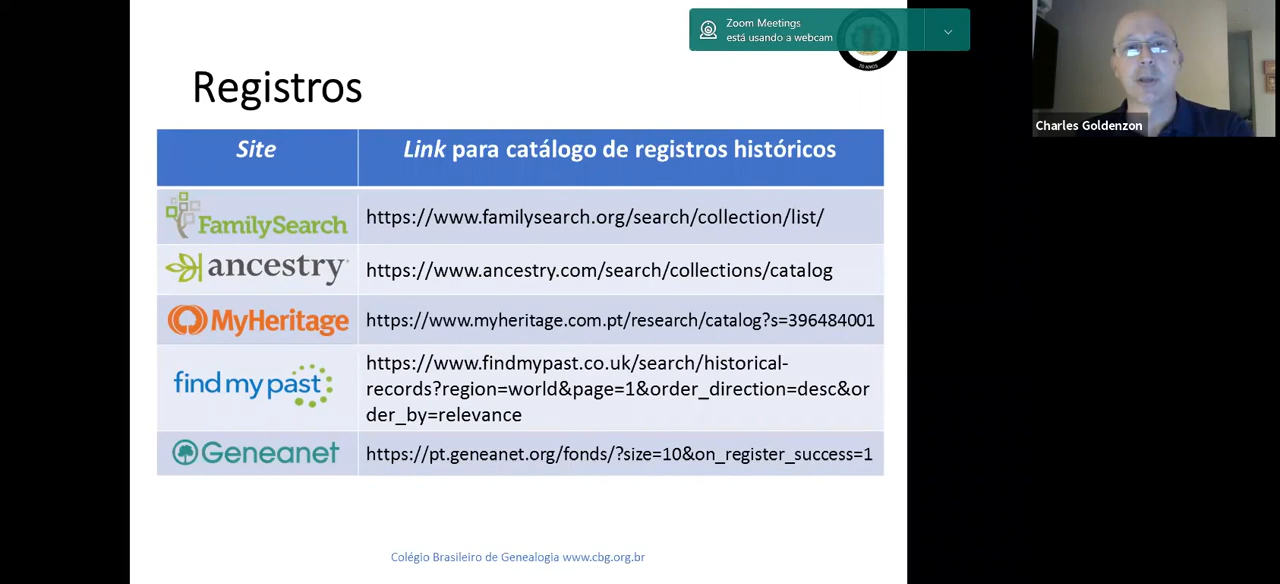 Zoom Meetings
está usando a webcam
70 ANOS
Registros
Charles Goldenzon
Site
Link para catálogo de registros históricos
FamilySearch
https://www.familysearch.org/search/collection/list/
ancestry
https://www.ancestry.com/search/collections/catalog
MyHeritage
https://www.myheritage.com.pt/research/catalog?s=396484001
find my past
https://www.findmypast.co.uk/search/historical-
records?region=world&page=1&order_direction=desc&or
der_by=relevance
Geneanet
https://pt.geneanet.org/fonds/?size=10&on_register_success=1
Colégio Brasileiro de Genealogia www.cbg.org.br